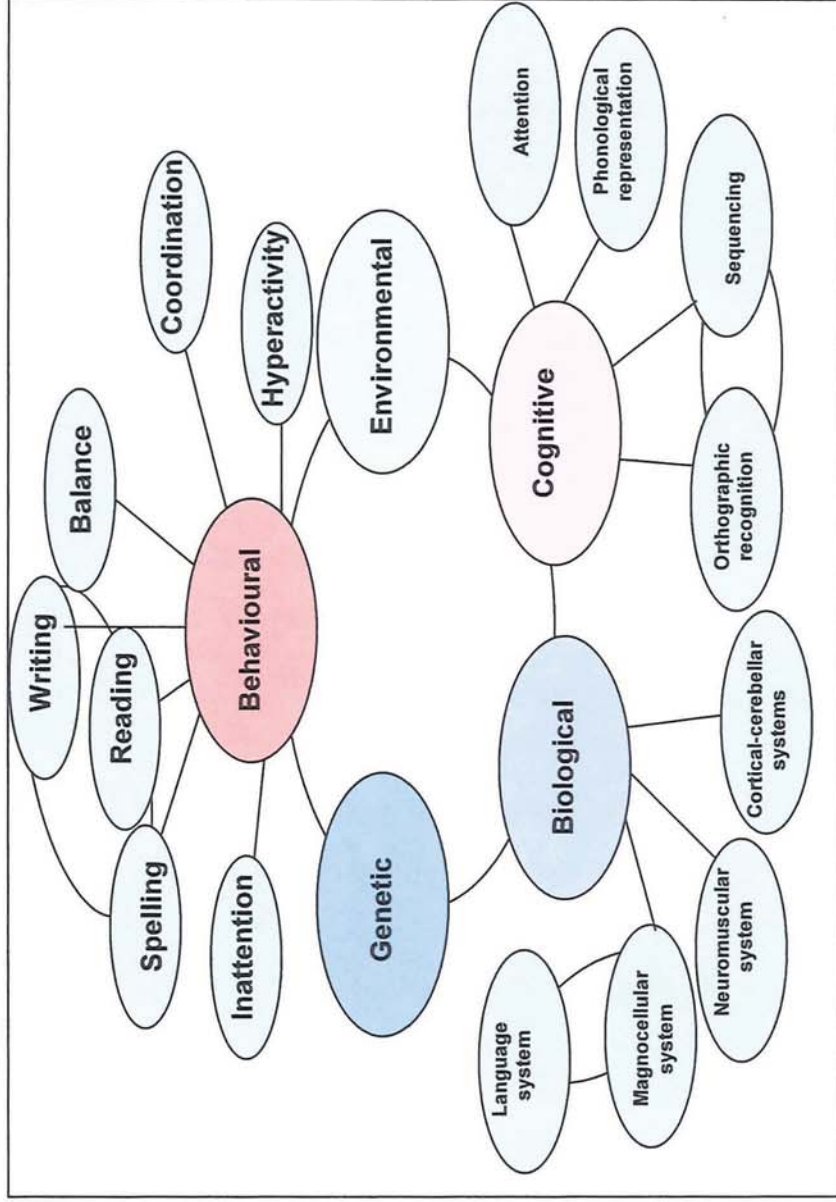 Writing
Balance
Coordination
Reading
Spelling
Behavioural
Hyperactivity
Inattention
Genetic
Environmental
Language
system
Biological
Cognitive
Attention
Magnocellular
system
Phonological
representation
Neuromuscular
system
Cortical-cerebellar
systems
Orthographic
recognition
Sequencing